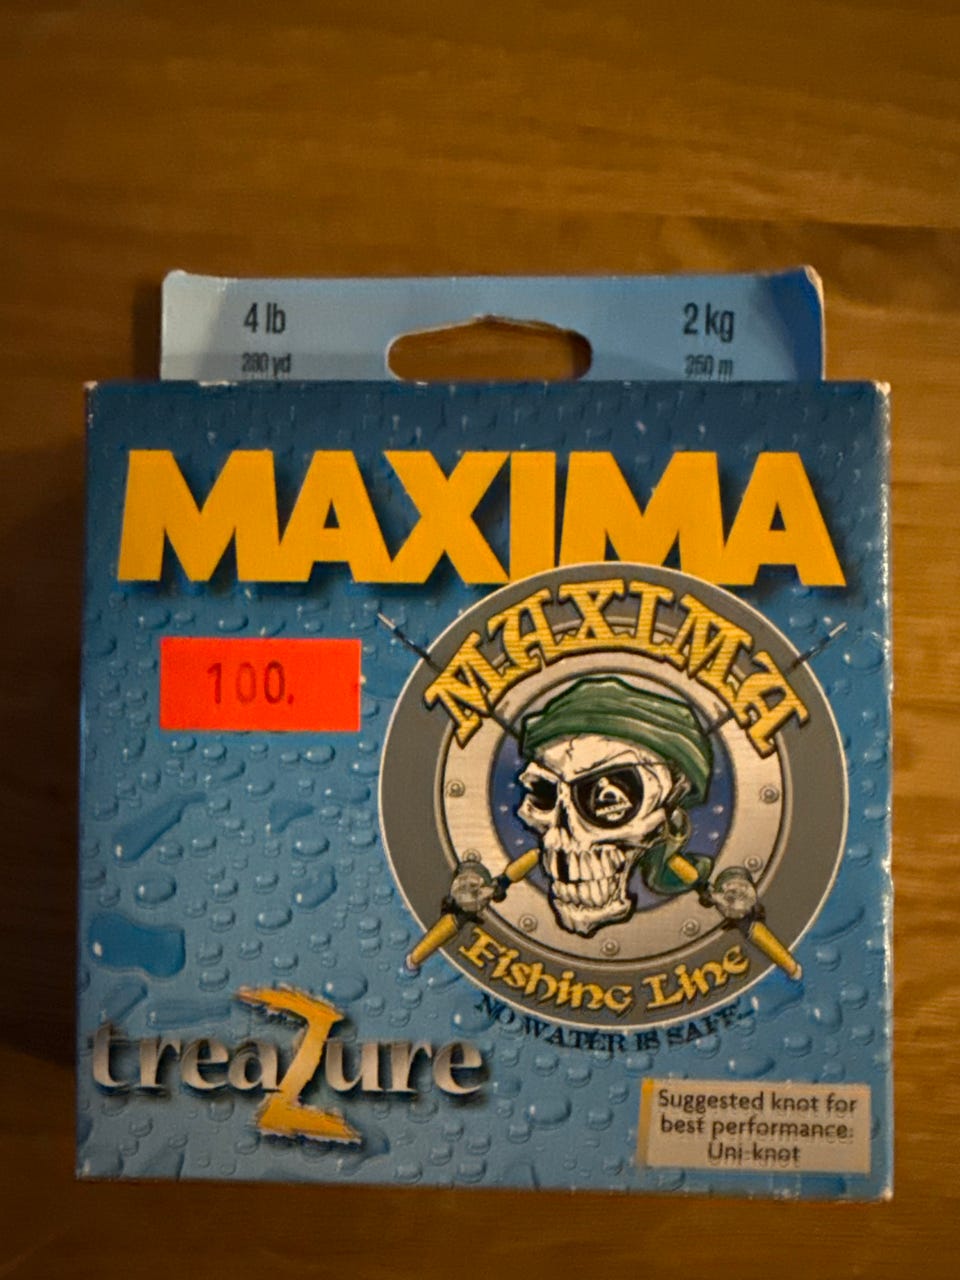 4 lb
2 kg
280 yd
250 m
MAXIMA
100.
MAXIMA
Fishing Line
NO WATER IS SAFE...
treaZure
Suggested knot for
best performance:
Uni-knot